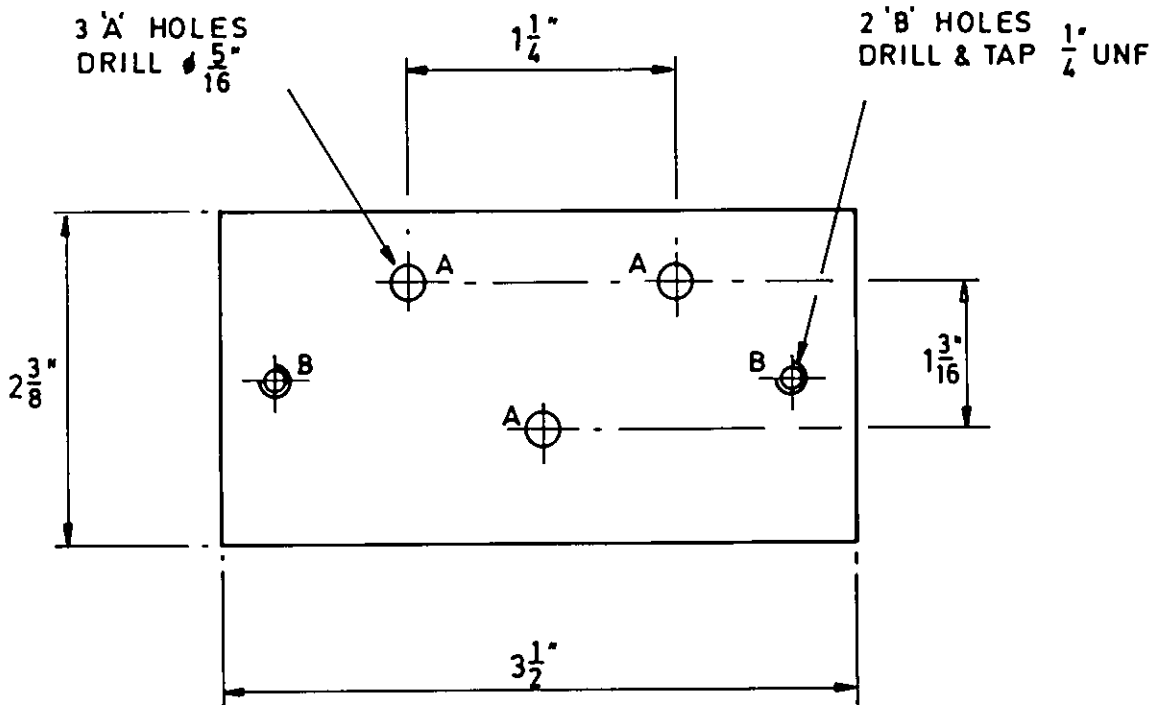 3 'A' HOLES
DRILL ⌀ 5/16"
1 1/4"
2 'B' HOLES
DRILL & TAP 1/4" UNF
A
A
B
B
A
2 3/8"
1 3/16"
3 1/2"